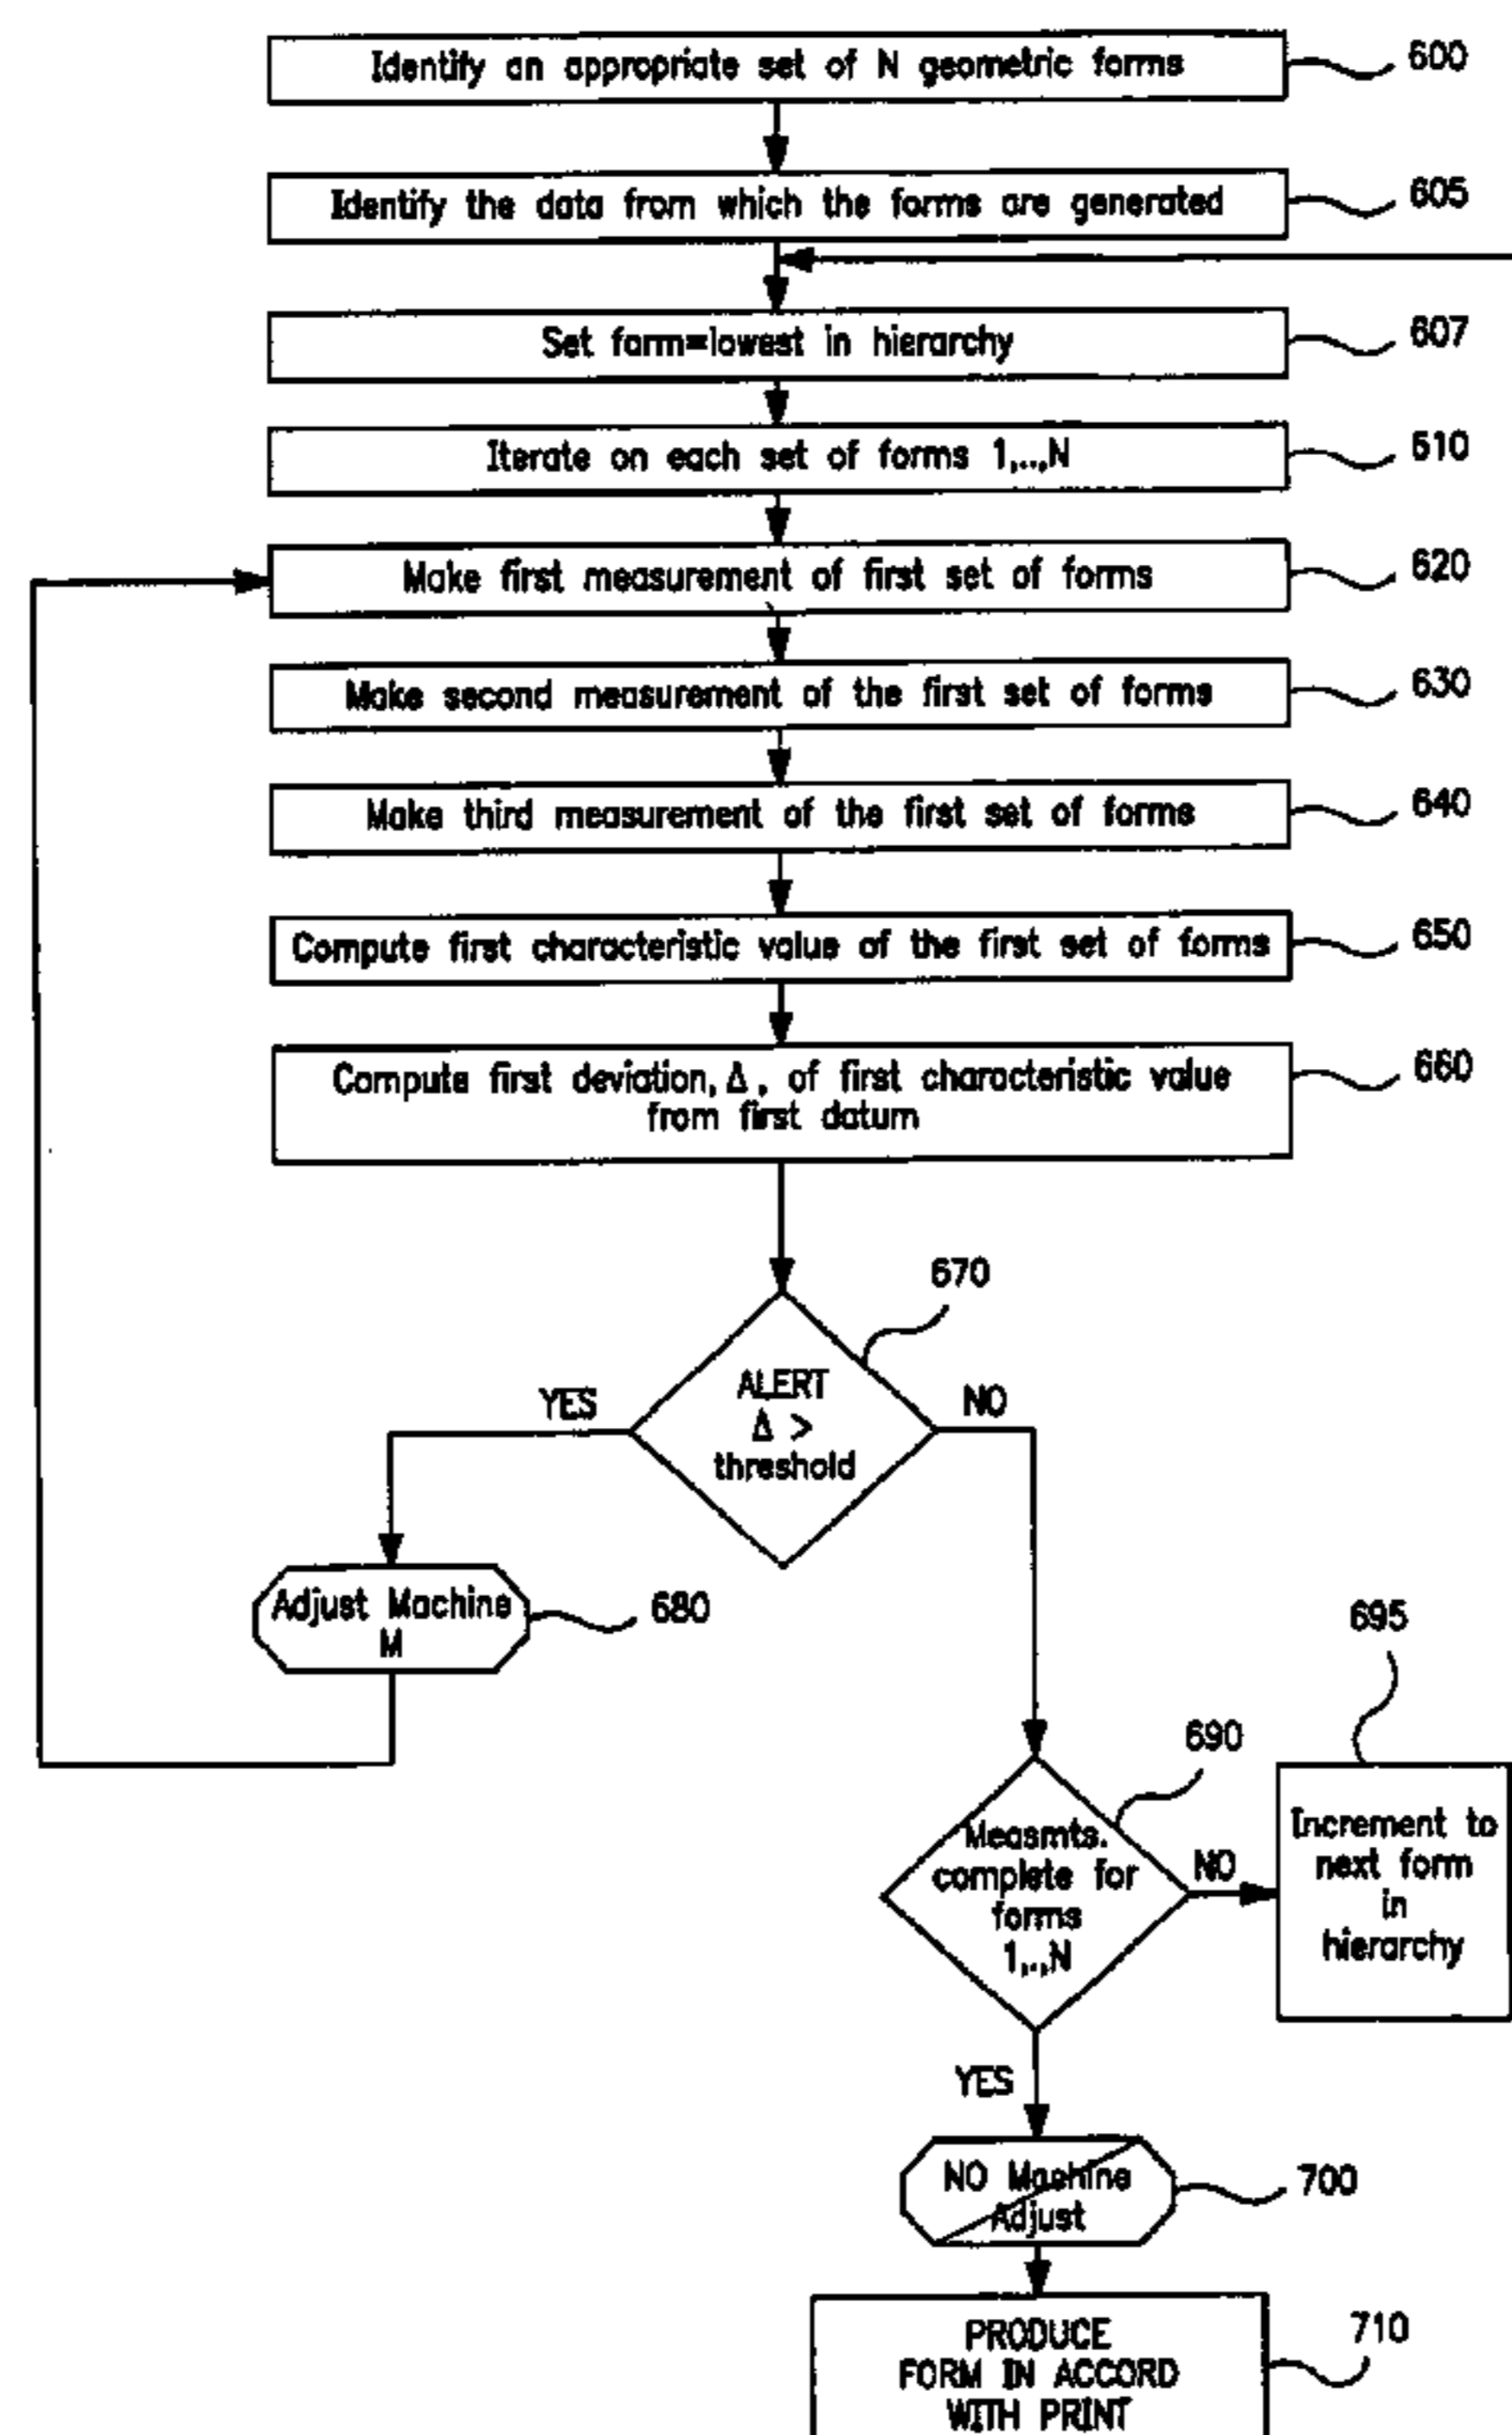 Identify an appropriate set of N geometric forms
600
Identify the data from which the forms are generated
605
Set form=lowest in hierarchy
607
Iterate on each set of forms 1,..,N
610
Make first measurement of first set of forms
620
Make second measurement of the first set of forms
630
Make third measurement of the first set of forms
640
Compute first characteristic value of the first set of forms
650
Compute first deviation, Δ, of first characteristic value
from first datum
660
670
ALERT
Δ >
threshold
YES
NO
Adjust Machine
M
680
690
695
Measmts.
complete for
forms
1,..,N
NO
Increment to
next form
in
hierarchy
YES
NO Machine
Adjust
700
PRODUCE
FORM IN ACCORD
WITH PRINT
710